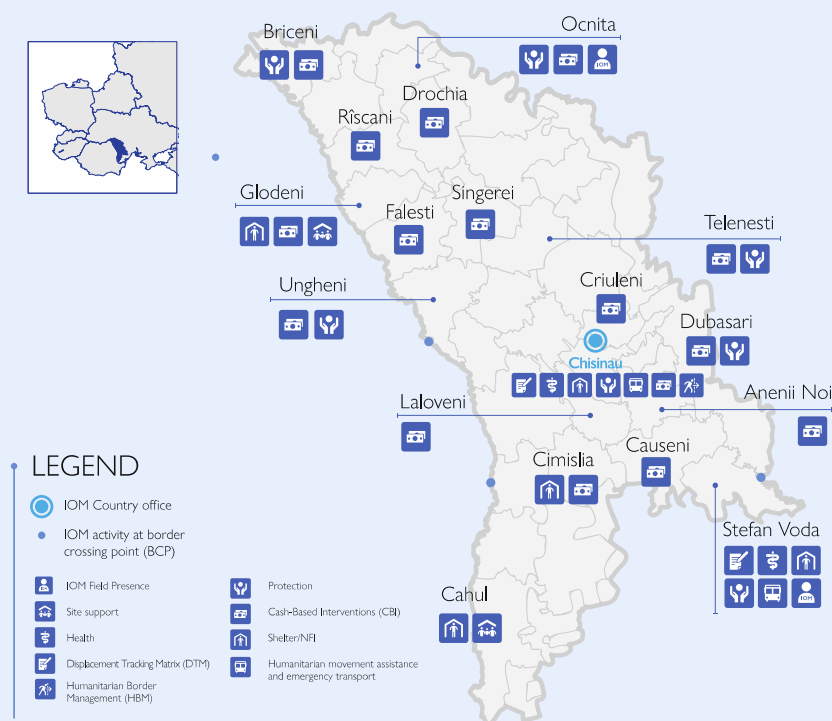 Ocnita
Briceni
IOM
Drochia
Rîscani
Glodeni
Singerei
Falesti
Telenesti
Ungheni
Criuleni
Dubasari
Chisinau
Anenii Noi
Laloveni
Causeni
Cimislia
Stefan Voda
IOM
Cahul
LEGEND
IOM Country office
IOM activity at border
crossing point (BCP)
IOM Field Presence
Site support
Health
Displacement Tracking Matrix (DTM)
Humanitarian Border
Management (HBM)
Protection
Cash-Based Interventions (CBI)
Shelter/NFI
Humanitarian movement assistance
and emergency transport